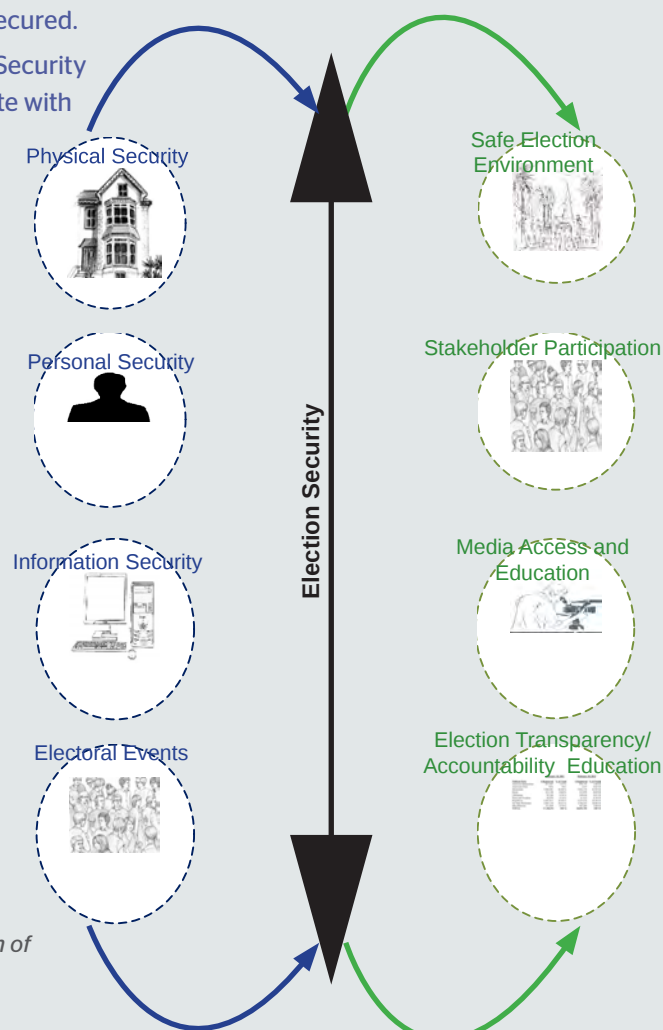 ecured.
Security
te with
Physical Security
Personal Security
Information Security
Electoral Events
Election Security
Safe Election
Environment
Stakeholder Participation
Media Access and
Education
Election Transparency/
Accountability Education
of